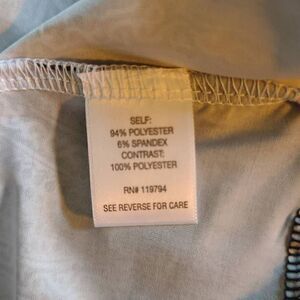 SELF:
94% POLYESTER
6% SPANDEX
CONTRAST:
100% POLYESTER
RN# 119794
SEE REVERSE FOR CARE